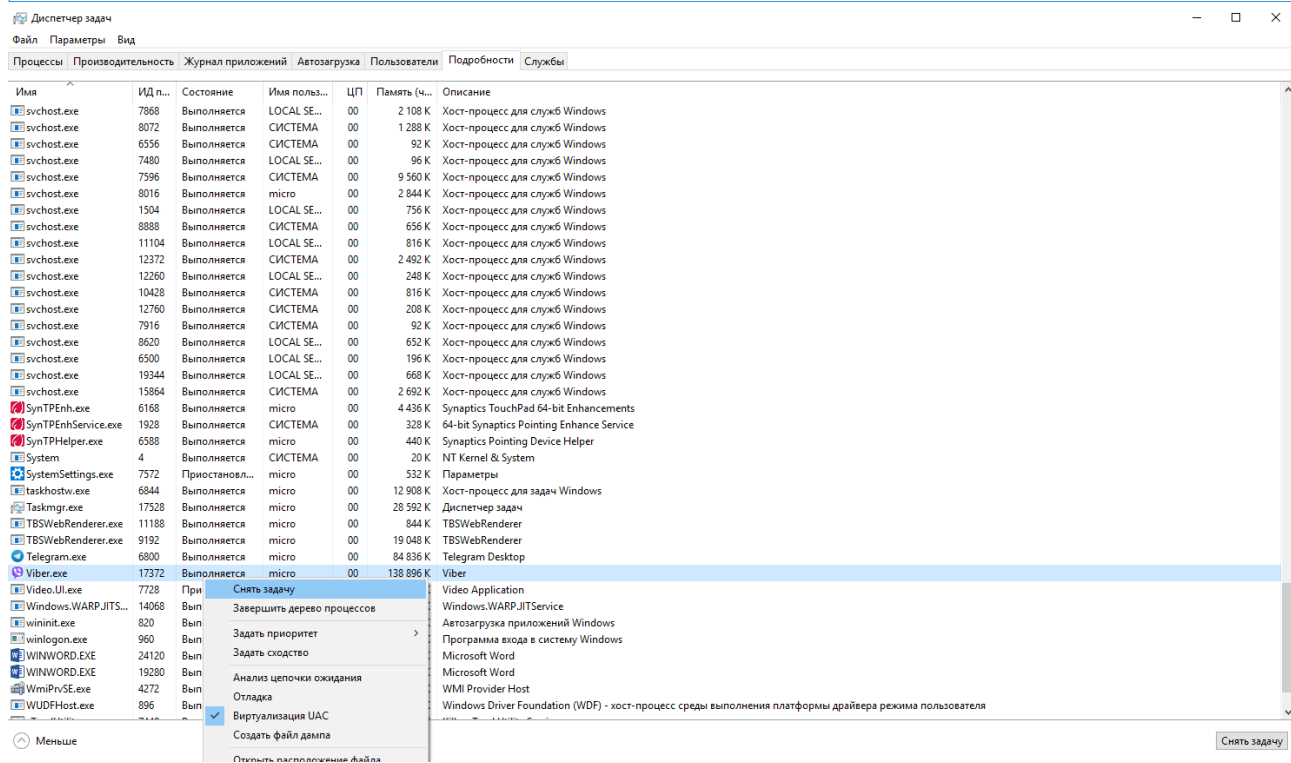 Диспетчер задач
Файл Параметры Вид
Процессы Производительность Журнал приложений Автозагрузка Пользователи Подробности Службы
Имя ИД п... Состояние Имя польз... ЦП Память (ч... Описание
svchost.exe 7868 Выполняется LOCAL SE... 00 2 108 K Хост-процесс для служб Windows
svchost.exe 8072 Выполняется СИСТЕМА 00 1 288 K Хост-процесс для служб Windows
svchost.exe 6556 Выполняется СИСТЕМА 00 92 K Хост-процесс для служб Windows
svchost.exe 7480 Выполняется LOCAL SE... 00 96 K Хост-процесс для служб Windows
svchost.exe 7596 Выполняется СИСТЕМА 00 9 560 K Хост-процесс для служб Windows
svchost.exe 8016 Выполняется micro 00 2 844 K Хост-процесс для служб Windows
svchost.exe 1504 Выполняется LOCAL SE... 00 756 K Хост-процесс для служб Windows
svchost.exe 8888 Выполняется СИСТЕМА 00 656 K Хост-процесс для служб Windows
svchost.exe 11104 Выполняется LOCAL SE... 00 816 K Хост-процесс для служб Windows
svchost.exe 12372 Выполняется СИСТЕМА 00 2 492 K Хост-процесс для служб Windows
svchost.exe 12260 Выполняется LOCAL SE... 00 248 K Хост-процесс для служб Windows
svchost.exe 10428 Выполняется СИСТЕМА 00 816 K Хост-процесс для служб Windows
svchost.exe 12760 Выполняется СИСТЕМА 00 208 K Хост-процесс для служб Windows
svchost.exe 7916 Выполняется СИСТЕМА 00 92 K Хост-процесс для служб Windows
svchost.exe 8620 Выполняется LOCAL SE... 00 652 K Хост-процесс для служб Windows
svchost.exe 6500 Выполняется LOCAL SE... 00 196 K Хост-процесс для служб Windows
svchost.exe 19344 Выполняется LOCAL SE... 00 668 K Хост-процесс для служб Windows
svchost.exe 15864 Выполняется СИСТЕМА 00 2 692 K Хост-процесс для служб Windows
SynTPEnh.exe 6168 Выполняется micro 00 4 436 K Synaptics TouchPad 64-bit Enhancements
SynTPEnhService.exe 1928 Выполняется СИСТЕМА 00 328 K 64-bit Synaptics Pointing Enhance Service
SynTPHelper.exe 6588 Выполняется micro 00 440 K Synaptics Pointing Device Helper
System 4 Выполняется СИСТЕМА 00 20 K NT Kernel & System
SystemSettings.exe 7572 Приостановл... micro 00 532 K Параметры
taskhostw.exe 6844 Выполняется micro 00 12 908 K Хост-процесс для задач Windows
Taskmgr.exe 17528 Выполняется micro 00 28 592 K Диспетчер задач
TBSWebRenderer.exe 11188 Выполняется micro 00 844 K TBSWebRenderer
TBSWebRenderer.exe 9192 Выполняется micro 00 19 048 K TBSWebRenderer
Telegram.exe 6800 Выполняется micro 00 84 836 K Telegram Desktop
Viber.exe 17372 Выполняется micro 00 138 896 K Viber
Video.UI.exe 7728 При Video Application
Windows.WARP.JITS... 14068 Вып Windows.WARP.JITService
wininit.exe 820 Вып Автозагрузка приложений Windows
winlogon.exe 960 Вып Программа входа в систему Windows
WINWORD.EXE 24120 Вып Microsoft Word
WINWORD.EXE 19280 Вып Microsoft Word
WmiPrvSE.exe 4272 Вып WMI Provider Host
WUDFHost.exe 896 Вып Windows Driver Foundation (WDF) - хост-процесс среды выполнения платформы драйвера режима пользователя
Снять задачу
Завершить дерево процессов
Задать приоритет
Задать сходство
Анализ цепочки ожидания
Отладка
Виртуализация UAC
Создать файл дампа
Открыть расположение файла
Меньше
Снять задачу